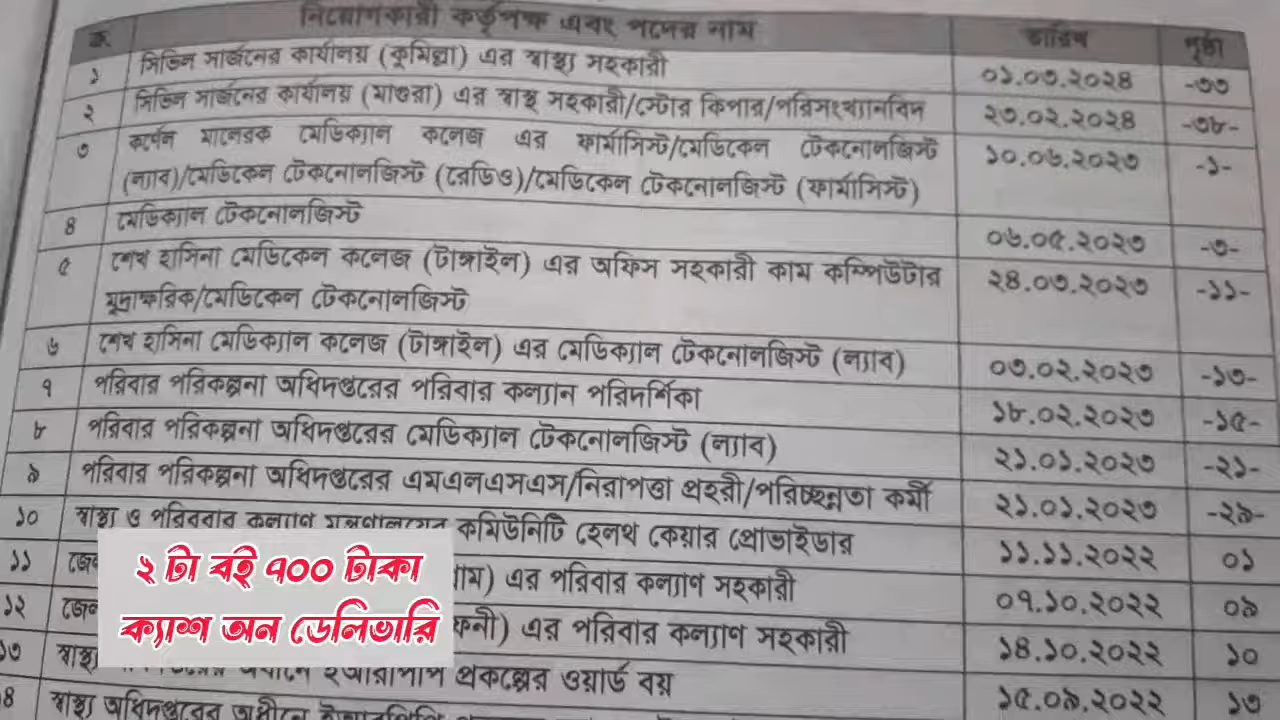 ক্র. নিয়োগকারী কর্তৃপক্ষ এবং পদের নাম তারিখ পৃষ্ঠা
১ সিভিল সার্জনের কার্যালয় (কুমিল্লা) এর স্বাস্থ্য সহকারী ০১.০৩.২০২৪ -৩৩
২ সিভিল সার্জনের কার্যালয় (মাগুরা) এর স্বাস্থ সহকারী/স্টোর কিপার/পরিসংখ্যানবিদ ২৩.০২.২০২৪ -৩৮-
৩ কর্ণেল মালেক মেডিক্যাল কলেজ এর ফার্মাসিস্ট/মেডিকেল টেকনোলজিস্ট ১০.০৬.২০২৩ -১-
(ল্যাব)/মেডিকেল টেকনোলজিস্ট (রেডিও)/মেডিকেল টেকনোলজিস্ট (ফার্মাসিস্ট)
৪ মেডিক্যাল টেকনোলজিস্ট ০৬.০৫.২০২৩ -৩-
৫ শেখ হাসিনা মেডিকেল কলেজ (টাঙ্গাইল) এর অফিস সহকারী কাম কম্পিউটার ২৪.০৩.২০২৩ -১১-
মুদ্রাক্ষরিক/মেডিকেল টেকনোলজিস্ট
৬ শেখ হাসিনা মেডিক্যাল কলেজ (টাঙ্গাইল) এর মেডিক্যাল টেকনোলজিস্ট (ল্যাব) ০৩.০২.২০২৩ -১৩-
৭ পরিবার পরিকল্পনা অধিদপ্তরের পরিবার কল্যান পরিদর্শিকা ১৮.০২.২০২৩ -১৫-
৮ পরিবার পরিকল্পনা অধিদপ্তরের মেডিক্যাল টেকনোলজিস্ট (ল্যাব) ২১.০১.২০২৩ -২১-
৯ পরিবার পরিকল্পনা অধিদপ্তরের এমএলএসএস/নিরাপত্তা প্রহরী/পরিচ্ছন্নতা কর্মী ২১.০১.২০২৩ -২৯-
১০ স্বাস্থ্য ও পরিববার কল্যাণ মন্ত্রণালয়ের কমিউনিটি হেলথ কেয়ার প্রোভাইডার ১১.১১.২০২২ ০১
১১ এর পরিবার কল্যাণ সহকারী ০৭.১০.২০২২ ০৯
১২ এর পরিবার কল্যাণ সহকারী ১৪.১০.২০২২ ১০
১৩ স্বাস্থ্য প্রকল্পের ওয়ার্ড বয় ১৫.০৯.২০২২ ১৩
স্বাস্থ্য অধিদপ্তরের অধীনে
২ টা বই ৭০০ টাকা
ক্যাশ অন ডেলিভারি